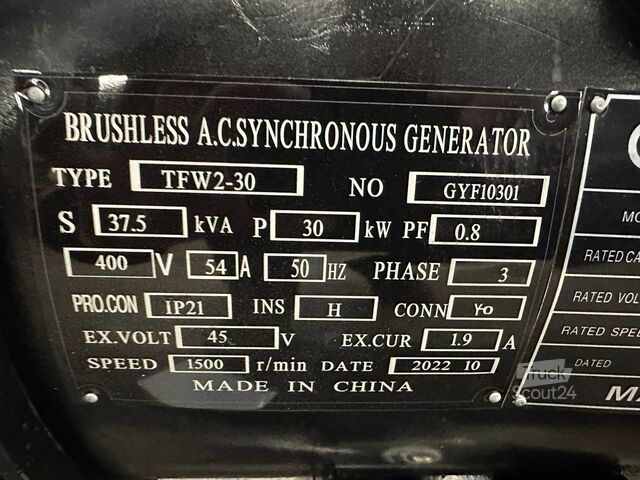 BRUSHLESS A.C.SYNCHRONOUS GENERATOR
TYPE TFW2-30 NO GYF10301
S 37.5 kVA P 30 kW PF 0.8
400 V 54 A 50 HZ PHASE 3
PRO.CON IP21 INS H CONN Yo
EX.VOLT 45 V EX.CUR 1.9 A
SPEED 1500 r/min DATE 2022 10
MADE IN CHINA
RATED
RATED VOL
RATED SPE
DATED
Truck
Scout24